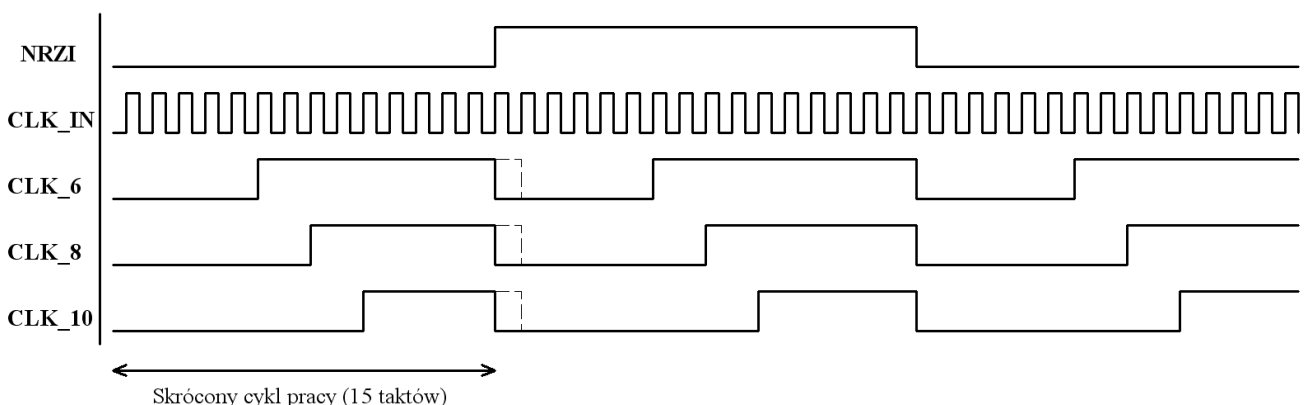 NRZI
CLK_IN
CLK_6
CLK_8
CLK_10
Skrócony cykl pracy (15 taktów)